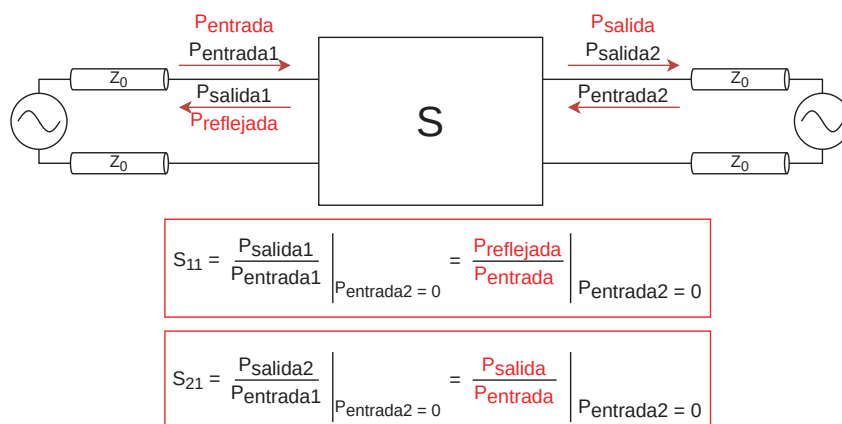 Pentrada
Pentrada1
Psalida
Psalida2
Z0
Z0
Psalida1
Preflejada
Pentrada2
S
Z0
Z0
S11 = Psalida1 / Pentrada1 | Pentrada2 = 0 = Preflejada / Pentrada | Pentrada2 = 0
S21 = Psalida2 / Pentrada1 | Pentrada2 = 0 = Psalida / Pentrada | Pentrada2 = 0